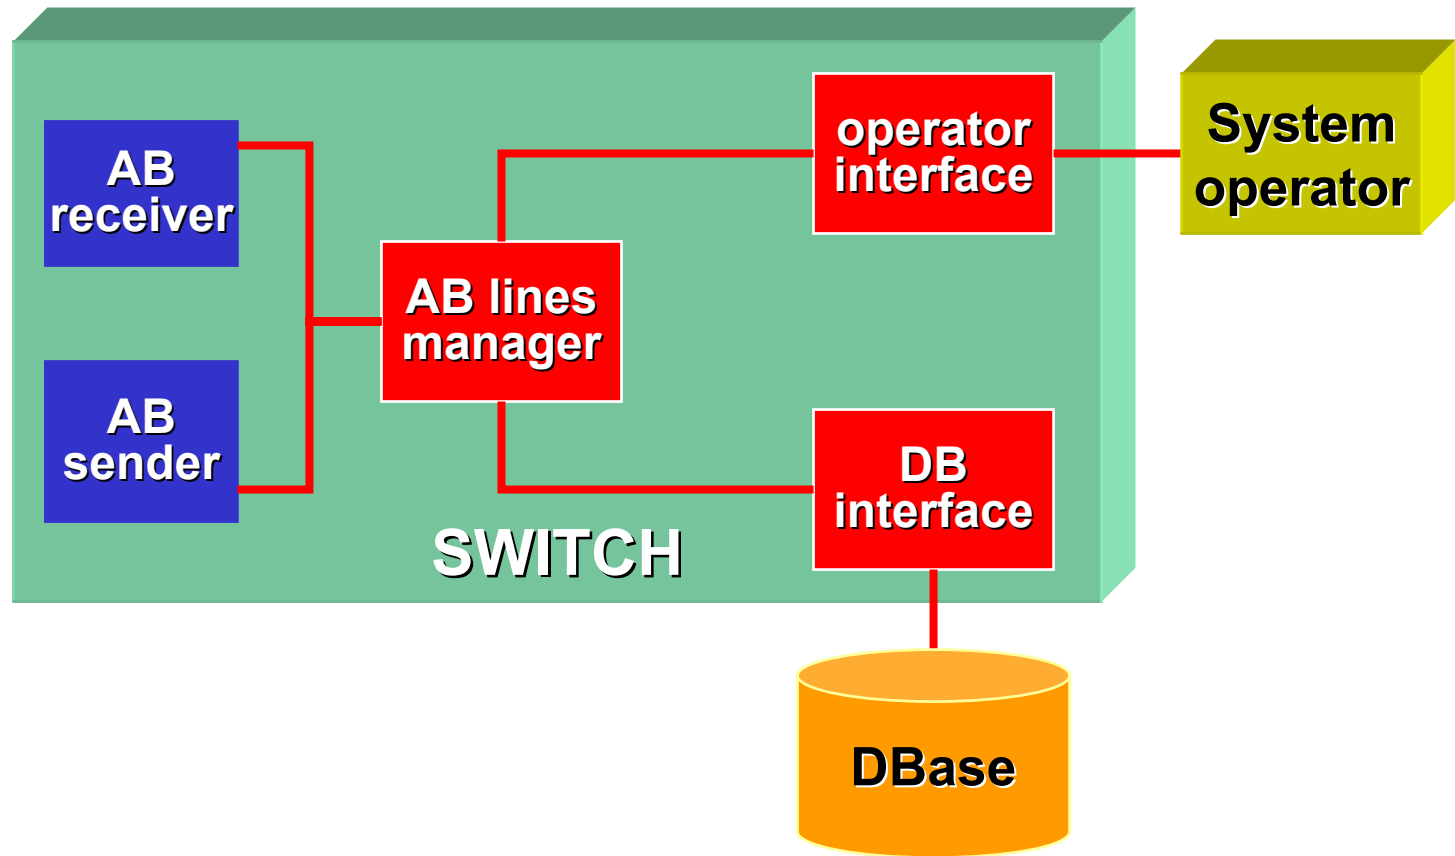 AB
receiver
AB
sender
AB lines
manager
operator
interface
DB
interface
SWITCH
System
operator
DBase